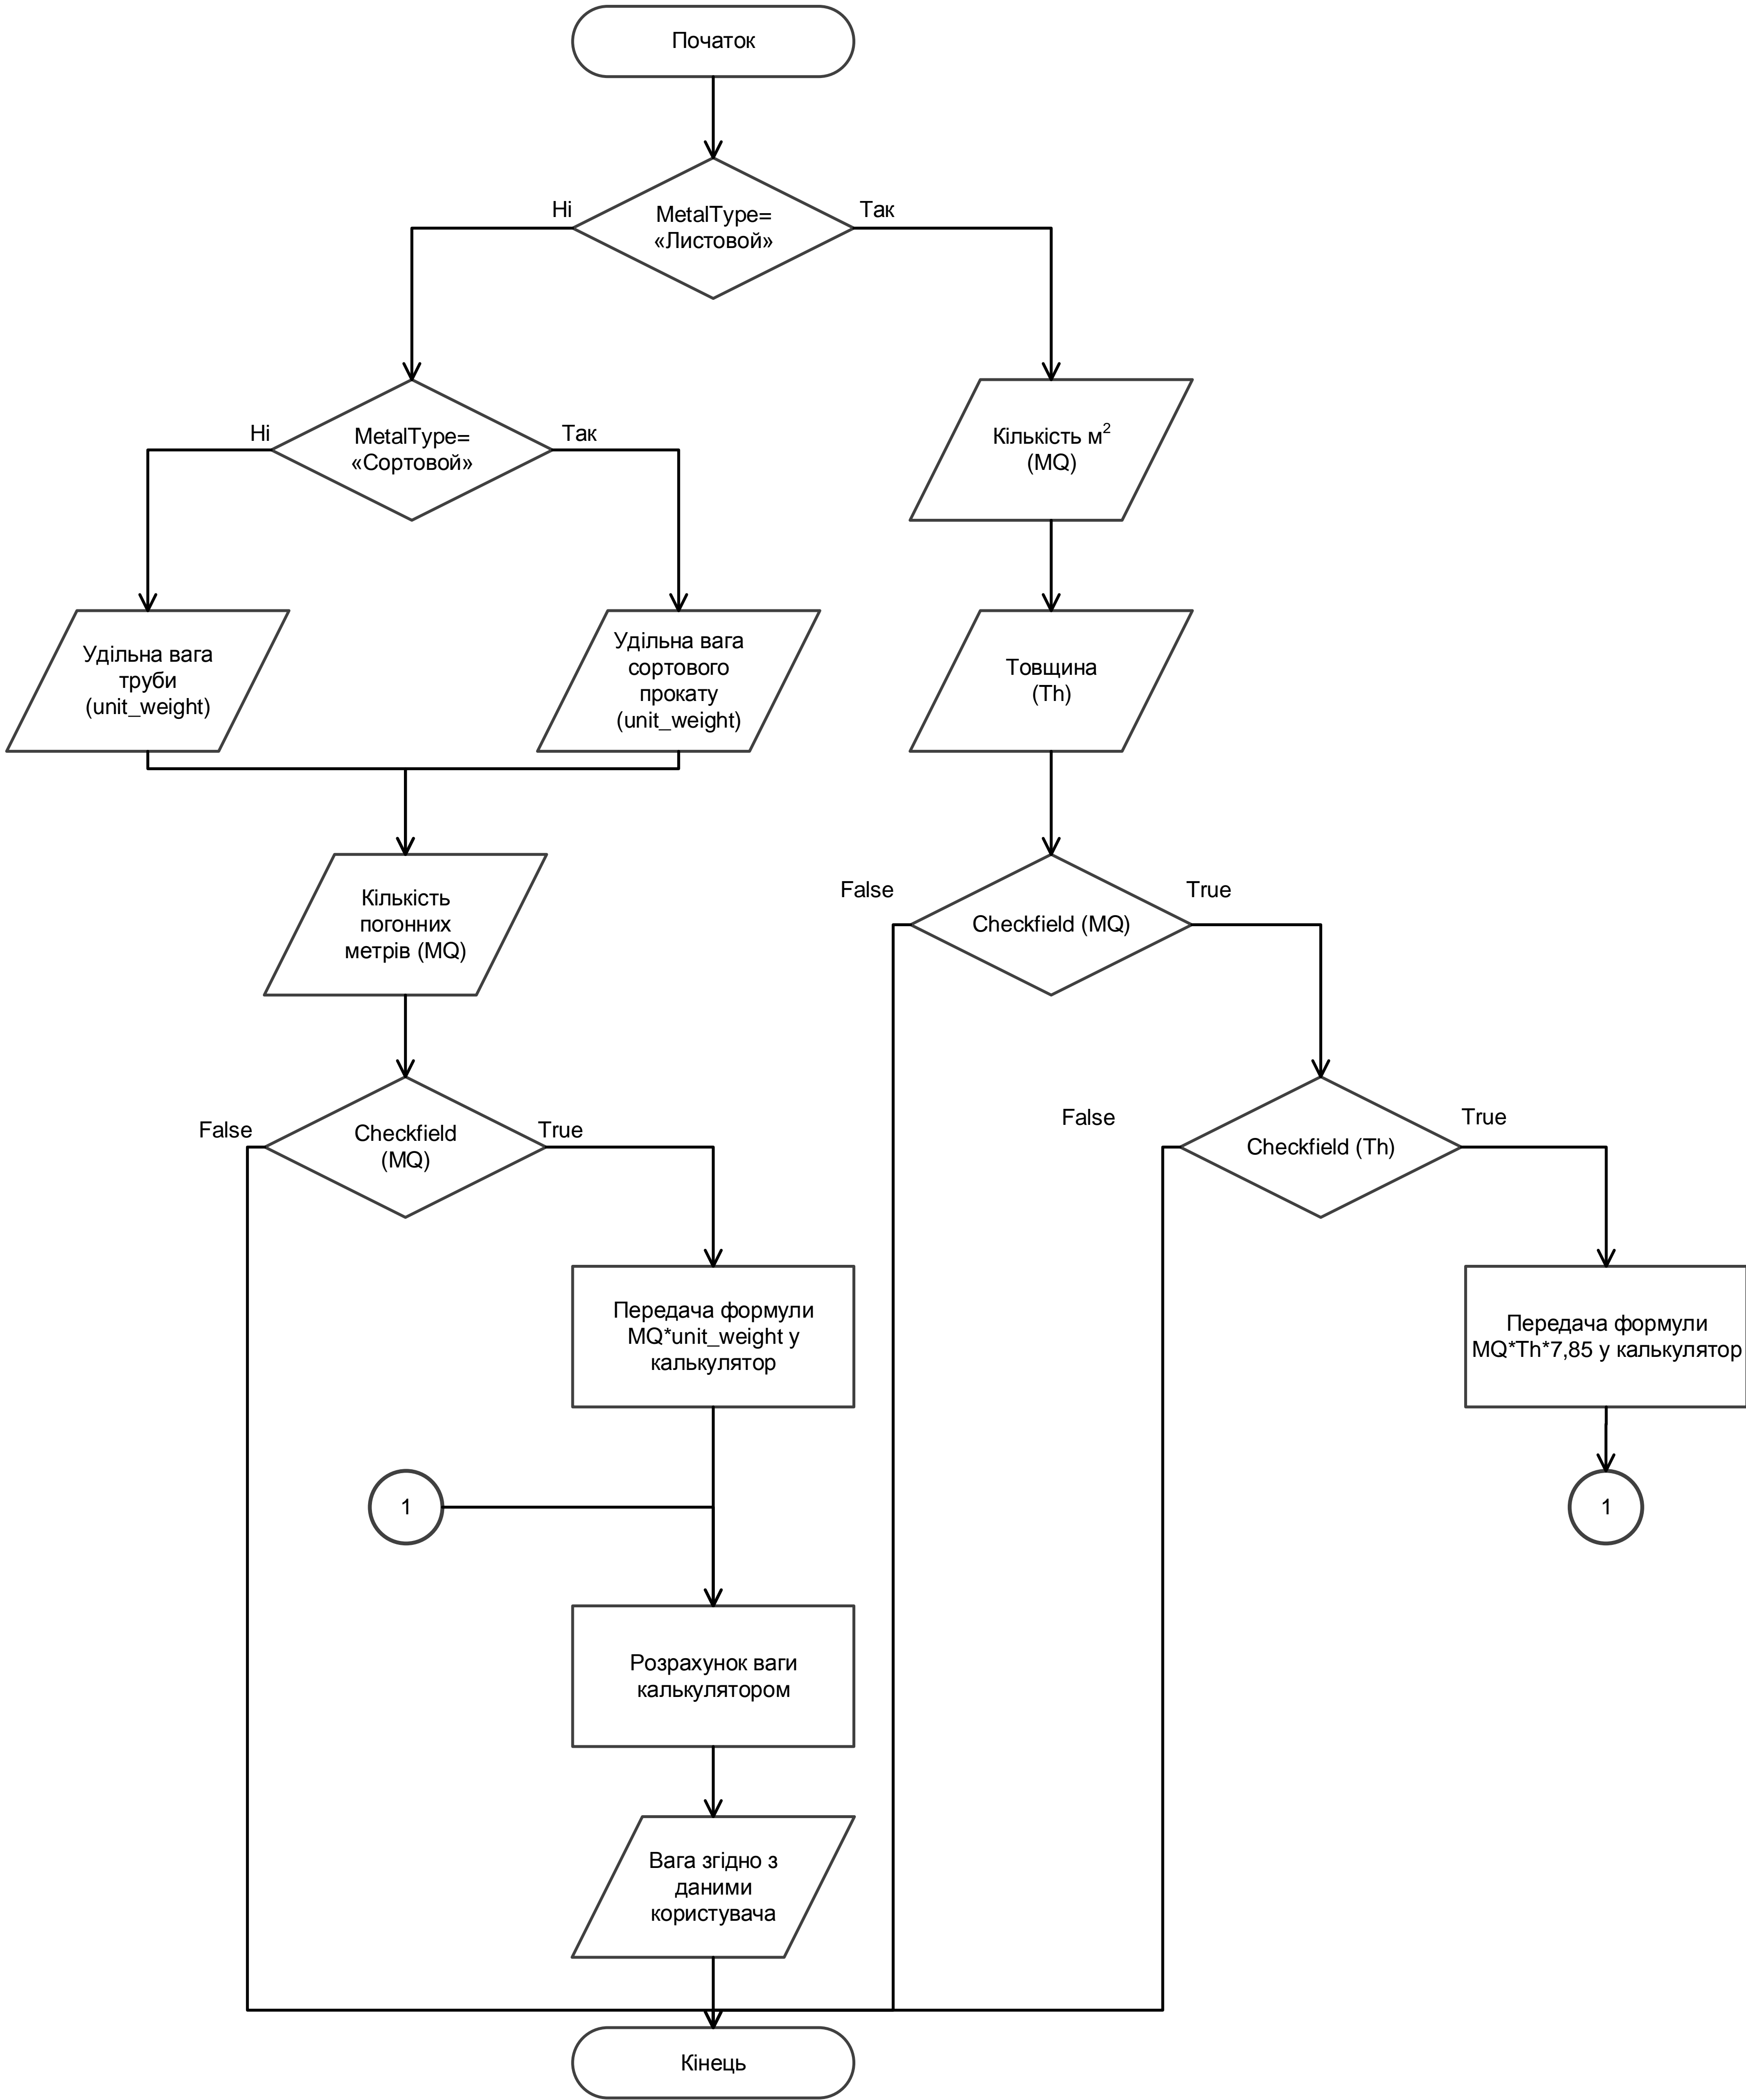 Початок
Ні
Так
MetalType=
«Листовой»
Ні
Так
MetalType=
«Сортовой»
Кількість м²
(MQ)
Удільна вага
труби
(unit_weight)
Удільна вага
сортового
прокату
(unit_weight)
Товщина
(Th)
Кількість
погонних
метрів (MQ)
False
True
Checkfield (MQ)
False
True
Checkfield
(MQ)
False
True
Checkfield (Th)
Передача формули
MQ*unit_weight у
калькулятор
Передача формули
MQ*Th*7,85 у калькулятор
1
1
Розрахунок ваги
калькулятором
Вага згідно з
даними
користувача
Кінець